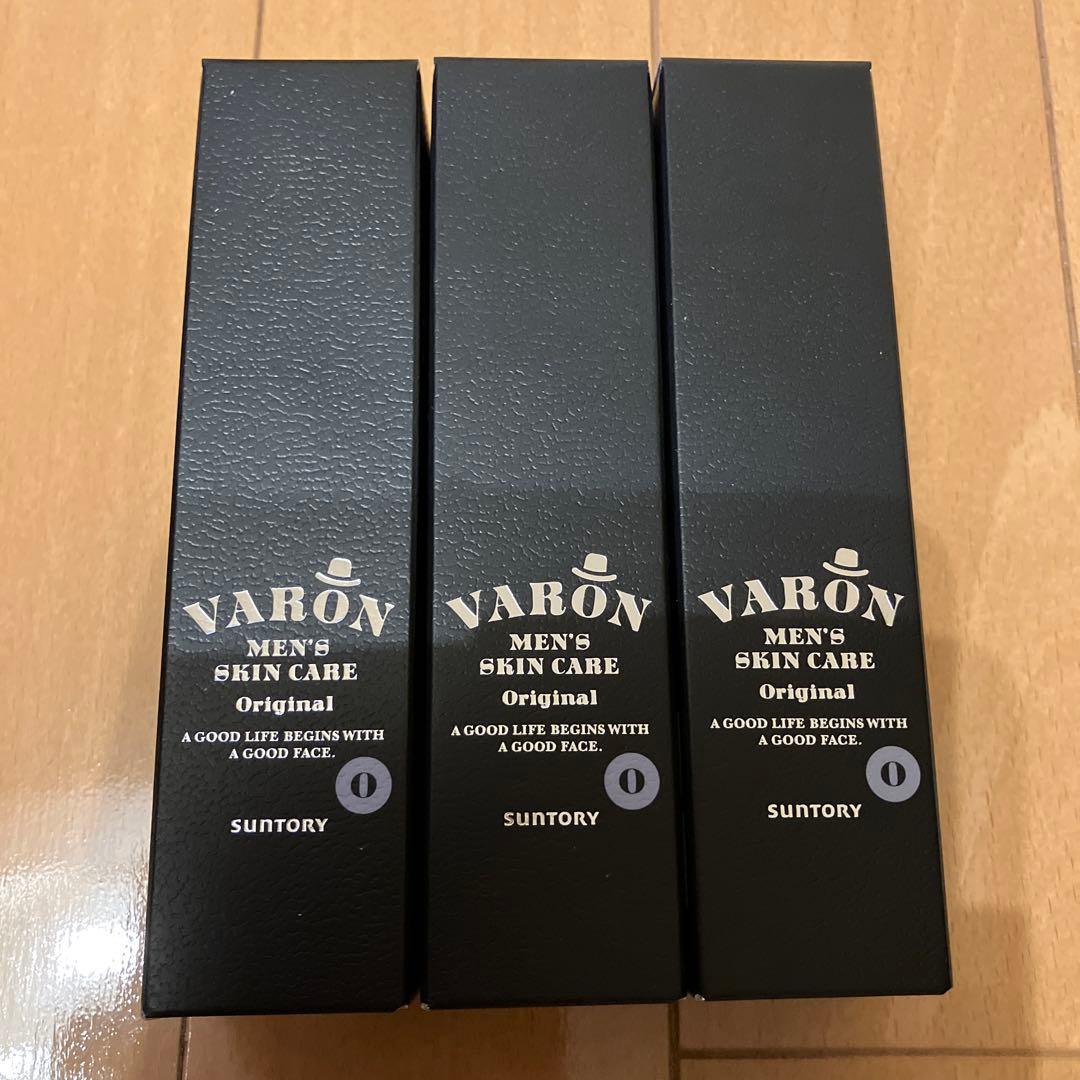 VARON
MEN'S
SKIN CARE
Original
A GOOD LIFE BEGINS WITH
A GOOD FACE.
O
SUNTORY
VARON
MEN'S
SKIN CARE
Original
A GOOD LIFE BEGINS WITH
A GOOD FACE.
O
SUNTORY
VARON
MEN'S
SKIN CARE
Original
A GOOD LIFE BEGINS WITH
A GOOD FACE.
O
SUNTORY